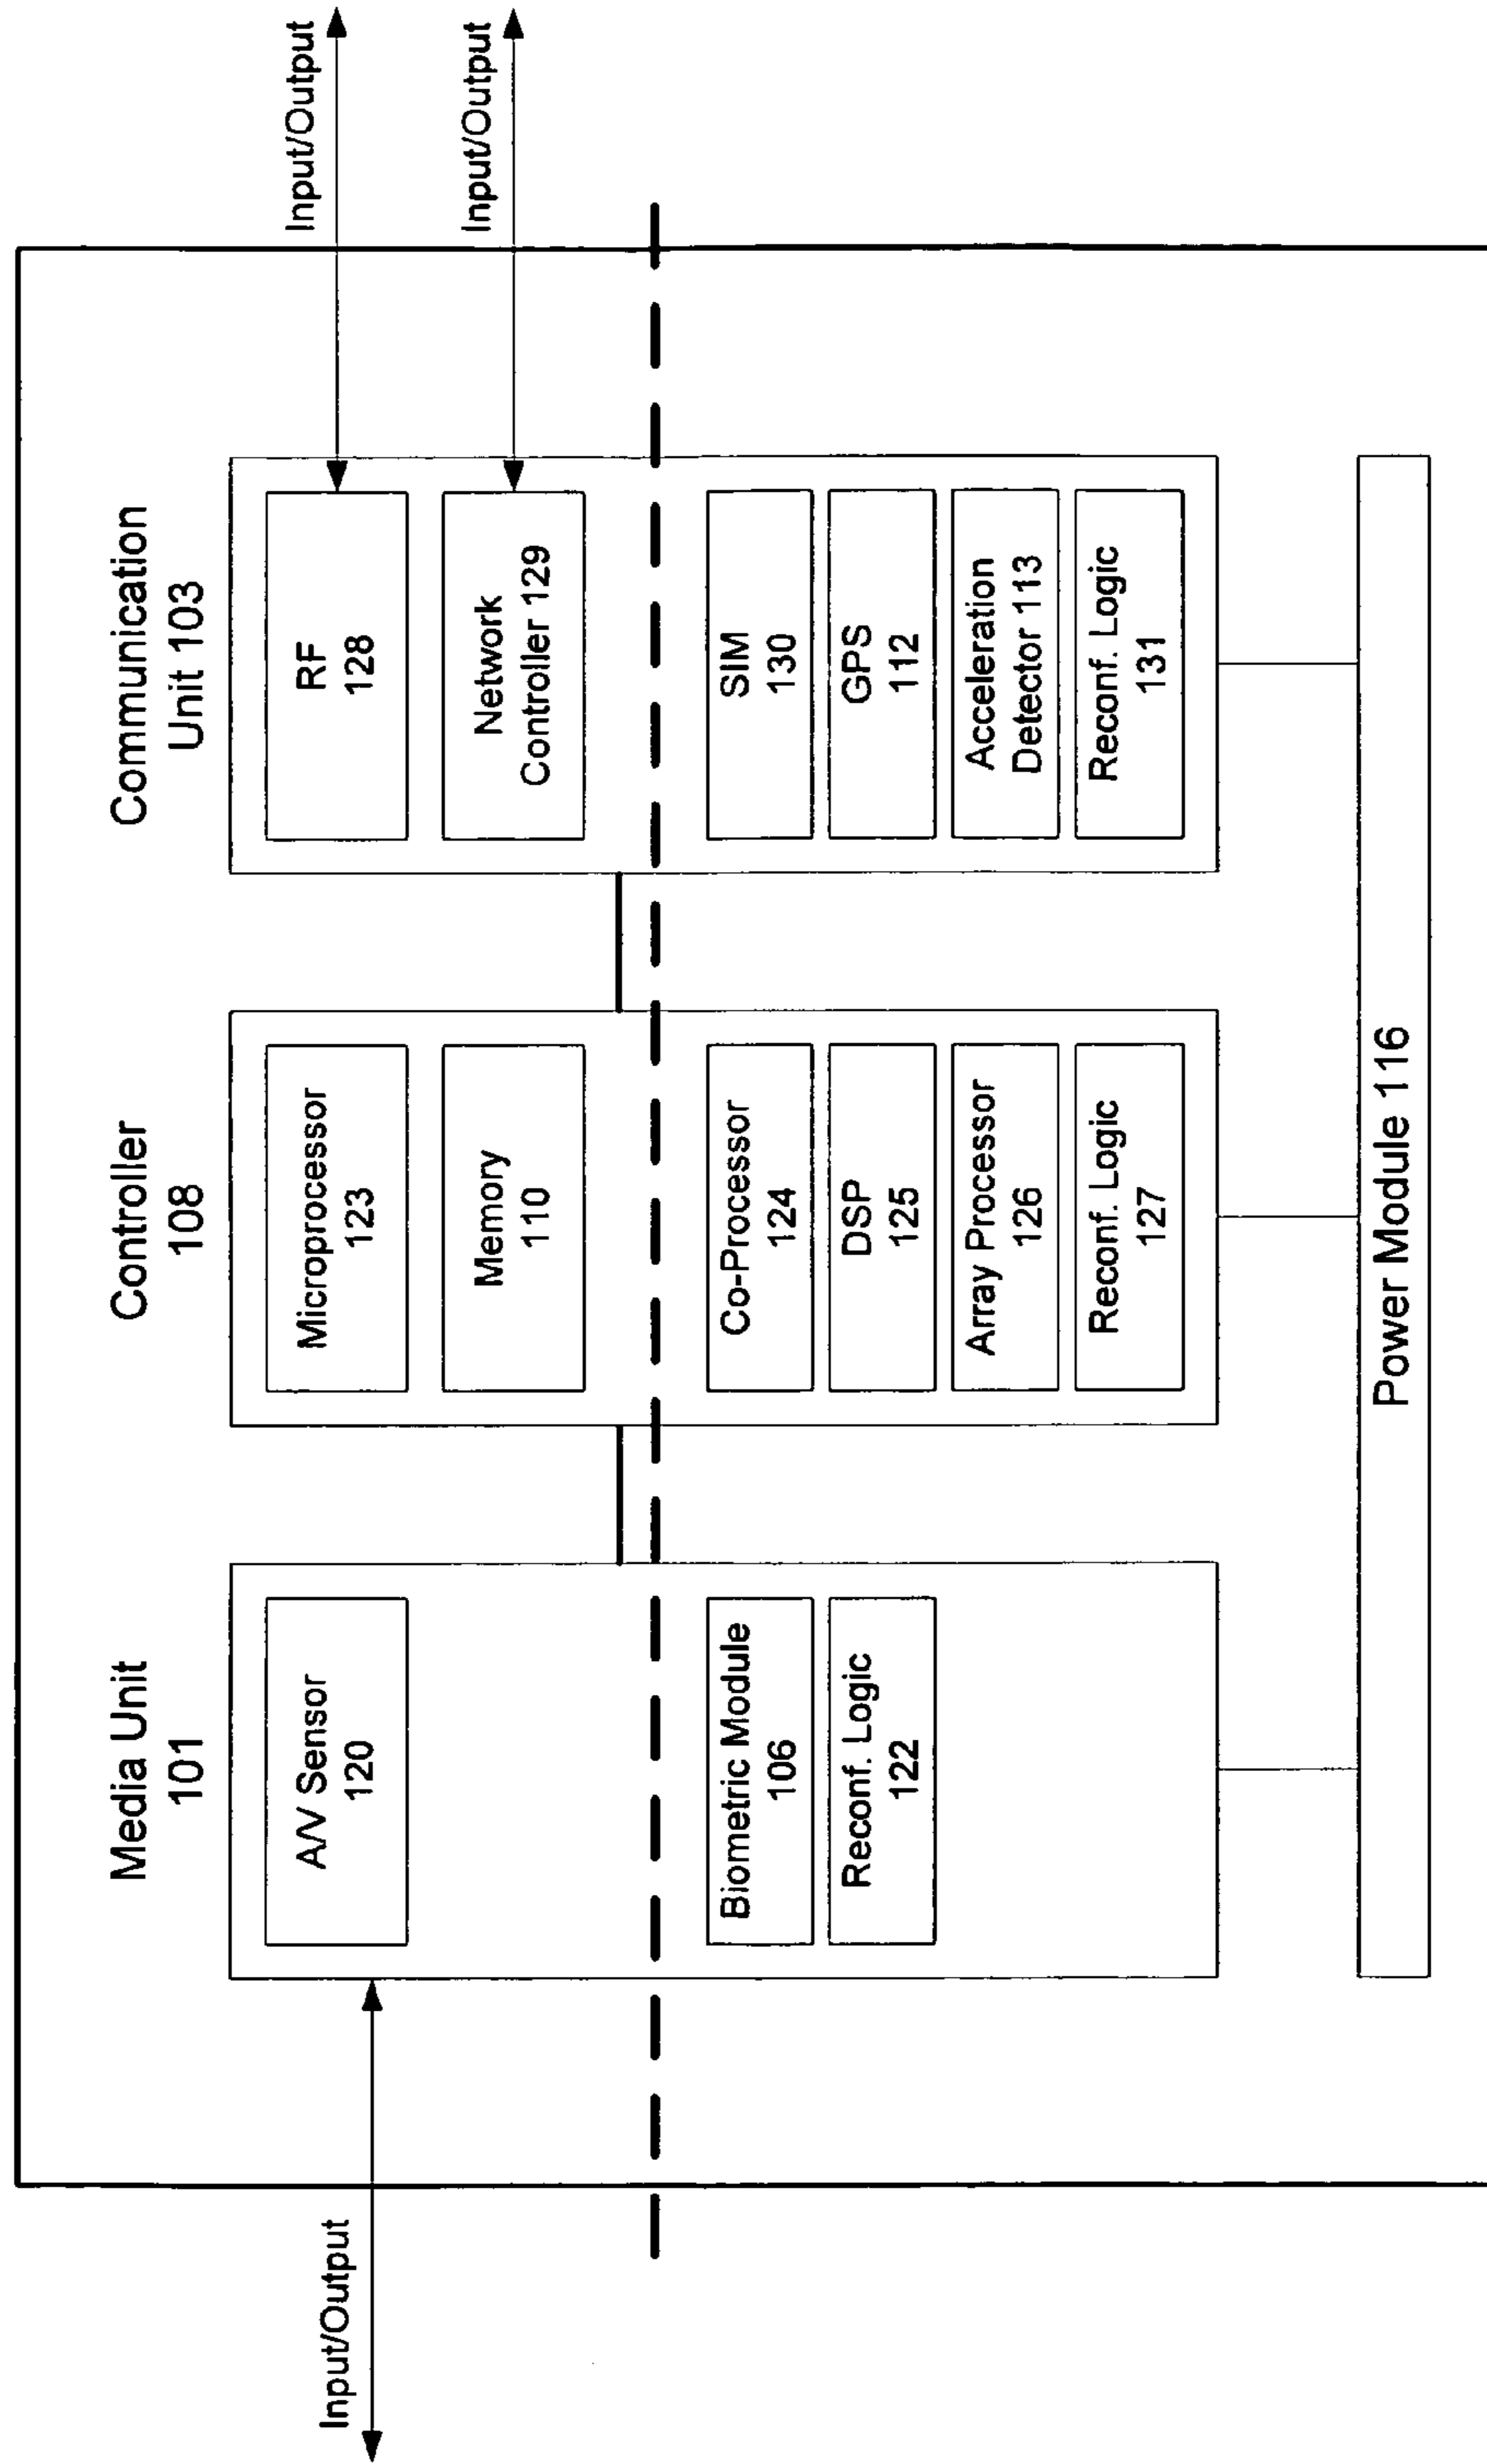 Input/Output
Media Unit
101
A/V Sensor
120
Biometric Module
106
Reconf. Logic
122
Controller
108
Microprocessor
123
Memory
110
Co-Processor
124
DSP
125
Array Processor
126
Reconf. Logic
127
Communication
Unit 103
RF
128
Network
Controller 129
SIM
130
GPS
112
Acceleration
Detector 113
Reconf. Logic
131
Input/Output
Input/Output
Power Module 116